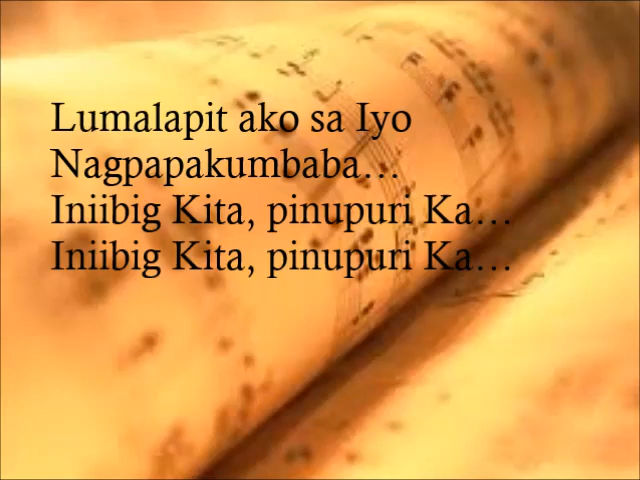 Lumalapit ako sa Iyo
Nagpapakumbaba…
Iniibig Kita, pinupuri Ka…
Iniibig Kita, pinupuri Ka…